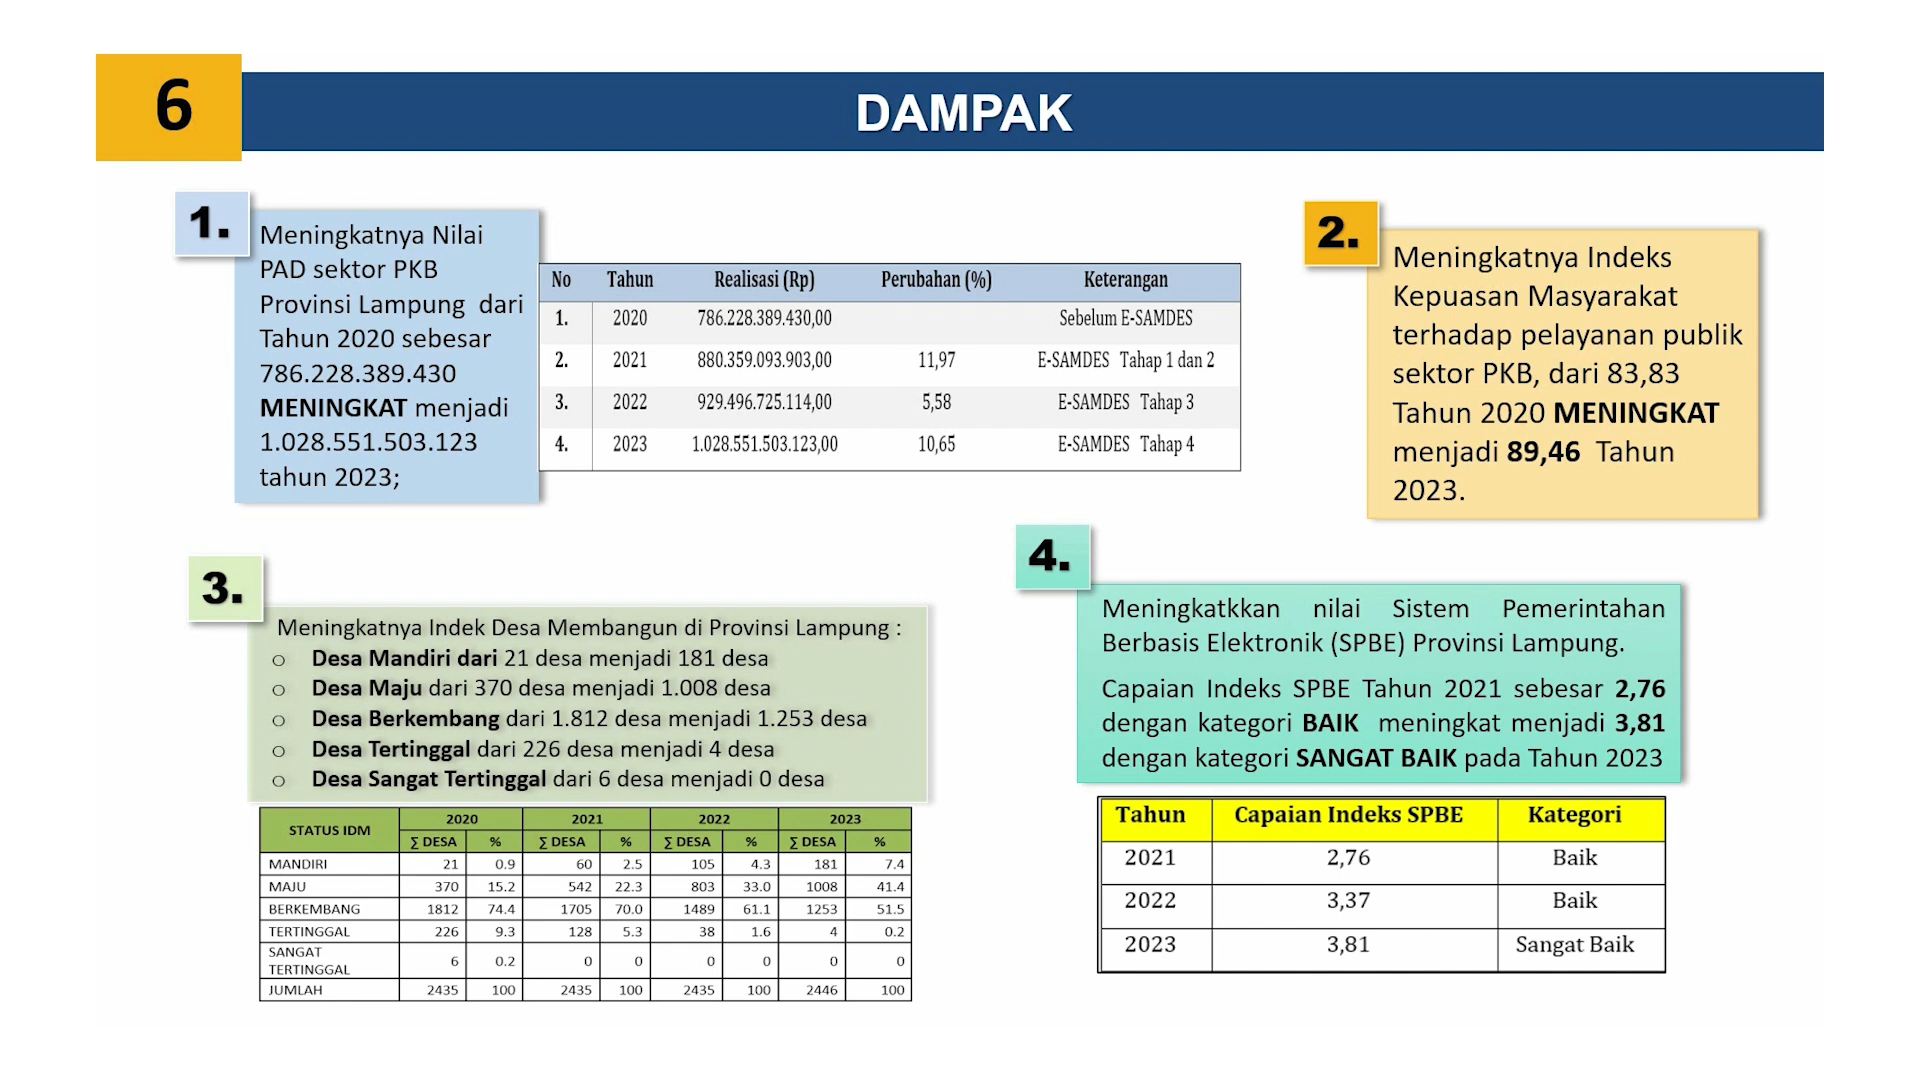 6
DAMPAK
1.
Meningkatnya Nilai
PAD sektor PKB
Provinsi Lampung dari
Tahun 2020 sebesar
786.228.389.430
MENINGKAT menjadi
1.028.551.503.123
tahun 2023;
No Tahun Realisasi (Rp) Perubahan (%) Keterangan
1. 2020 786.228.389.430,00 Sebelum E-SAMDES
2. 2021 880.359.093.903,00 11,97 E-SAMDES Tahap 1 dan 2
3. 2022 929.496.725.114,00 5,58 E-SAMDES Tahap 3
4. 2023 1.028.551.503.123,00 10,65 E-SAMDES Tahap 4
2.
Meningkatnya Indeks
Kepuasan Masyarakat
terhadap pelayanan publik
sektor PKB, dari 83,83
Tahun 2020 MENINGKAT
menjadi 89,46 Tahun
2023.
3.
Meningkatnya Indek Desa Membangun di Provinsi Lampung :
o Desa Mandiri dari 21 desa menjadi 181 desa
o Desa Maju dari 370 desa menjadi 1.008 desa
o Desa Berkembang dari 1.812 desa menjadi 1.253 desa
o Desa Tertinggal dari 226 desa menjadi 4 desa
o Desa Sangat Tertinggal dari 6 desa menjadi 0 desa
STATUS IDM 2020 2021 2022 2023
∑ DESA % ∑ DESA % ∑ DESA % ∑ DESA %
MANDIRI 21 0.9 60 2.5 105 4.3 181 7.4
MAJU 370 15.2 542 22.3 803 33.0 1008 41.4
BERKEMBANG 1812 74.4 1705 70.0 1489 61.1 1253 51.5
TERTINGGAL 226 9.3 128 5.3 38 1.6 4 0.2
SANGAT
TERTINGGAL 6 0.2 0 0 0 0 0 0
JUMLAH 2435 100 2435 100 2435 100 2446 100
4.
Meningkatkkan nilai Sistem Pemerintahan
Berbasis Elektronik (SPBE) Provinsi Lampung.
Capaian Indeks SPBE Tahun 2021 sebesar 2,76
dengan kategori BAIK meningkat menjadi 3,81
dengan kategori SANGAT BAIK pada Tahun 2023
Tahun Capaian Indeks SPBE Kategori
2021 2,76 Baik
2022 3,37 Baik
2023 3,81 Sangat Baik